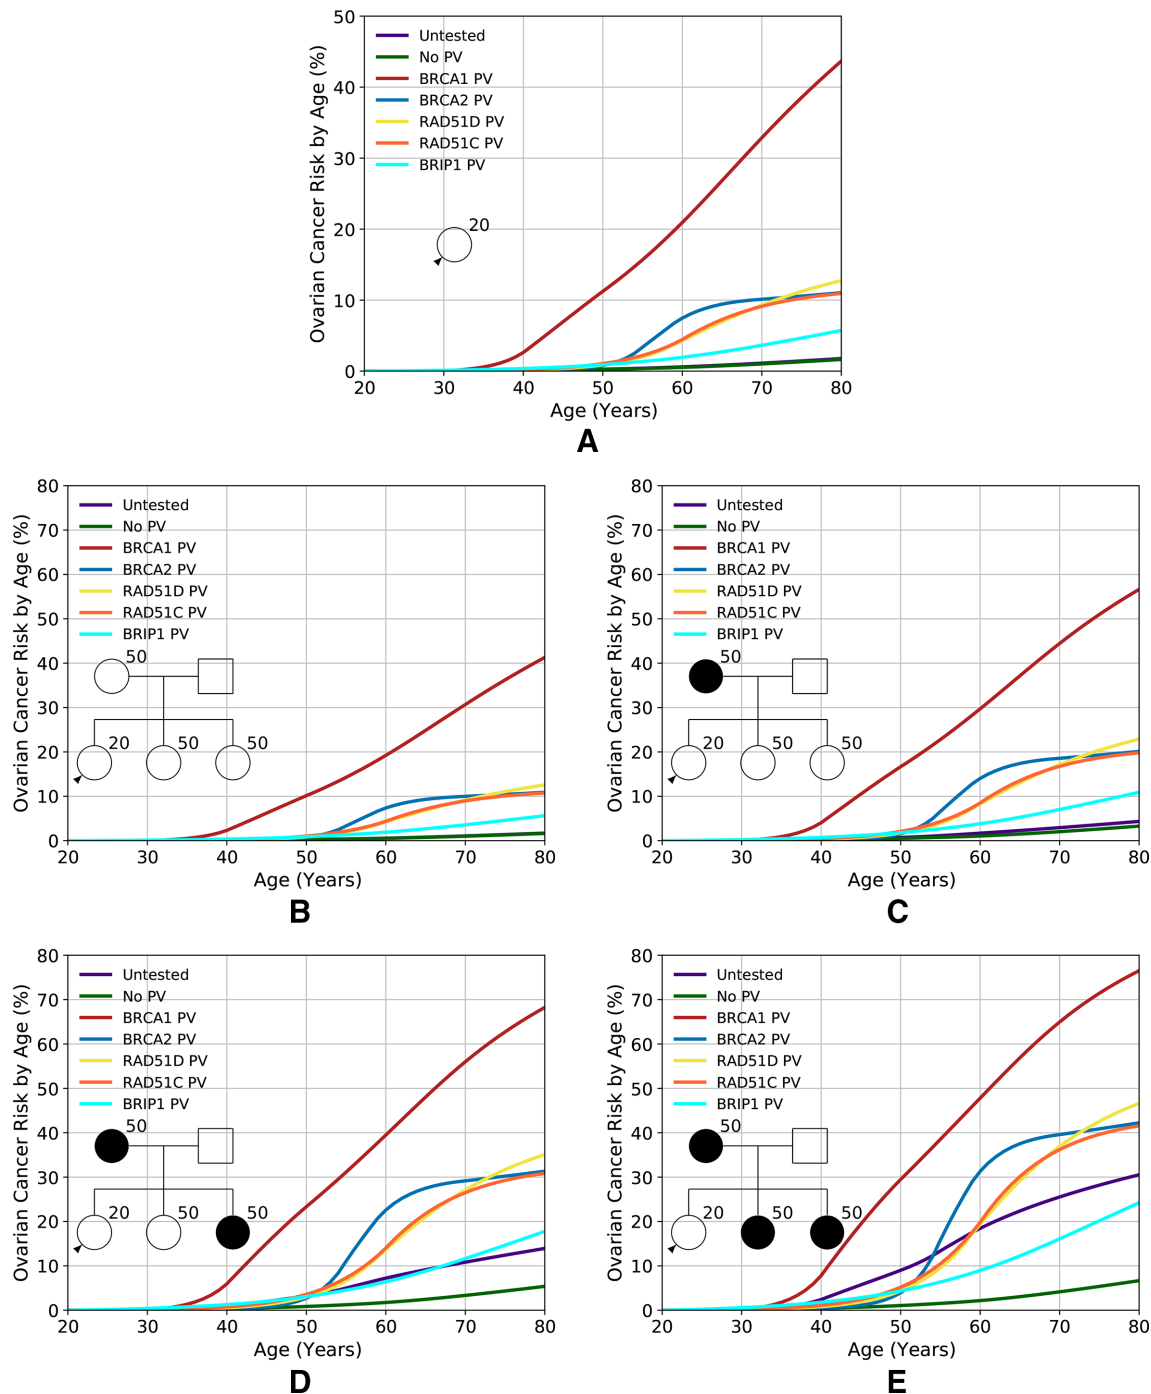 50
40
30
20
10
0
Ovarian Cancer Risk by Age (%)
Untested
No PV
BRCA1 PV
BRCA2 PV
RAD51D PV
RAD51C PV
BRIP1 PV
20
20 30 40 50 60 70 80
Age (Years)
A
80
70
60
50
40
30
20
10
0
Ovarian Cancer Risk by Age (%)
Untested
No PV
BRCA1 PV
BRCA2 PV
RAD51D PV
RAD51C PV
BRIP1 PV
50
20 50 50
20 30 40 50 60 70 80
Age (Years)
B
80
70
60
50
40
30
20
10
0
Ovarian Cancer Risk by Age (%)
Untested
No PV
BRCA1 PV
BRCA2 PV
RAD51D PV
RAD51C PV
BRIP1 PV
50
20 50 50
20 30 40 50 60 70 80
Age (Years)
C
80
70
60
50
40
30
20
10
0
Ovarian Cancer Risk by Age (%)
Untested
No PV
BRCA1 PV
BRCA2 PV
RAD51D PV
RAD51C PV
BRIP1 PV
50
20 50 50
20 30 40 50 60 70 80
Age (Years)
D
80
70
60
50
40
30
20
10
0
Ovarian Cancer Risk by Age (%)
Untested
No PV
BRCA1 PV
BRCA2 PV
RAD51D PV
RAD51C PV
BRIP1 PV
50
20 50 50
20 30 40 50 60 70 80
Age (Years)
E